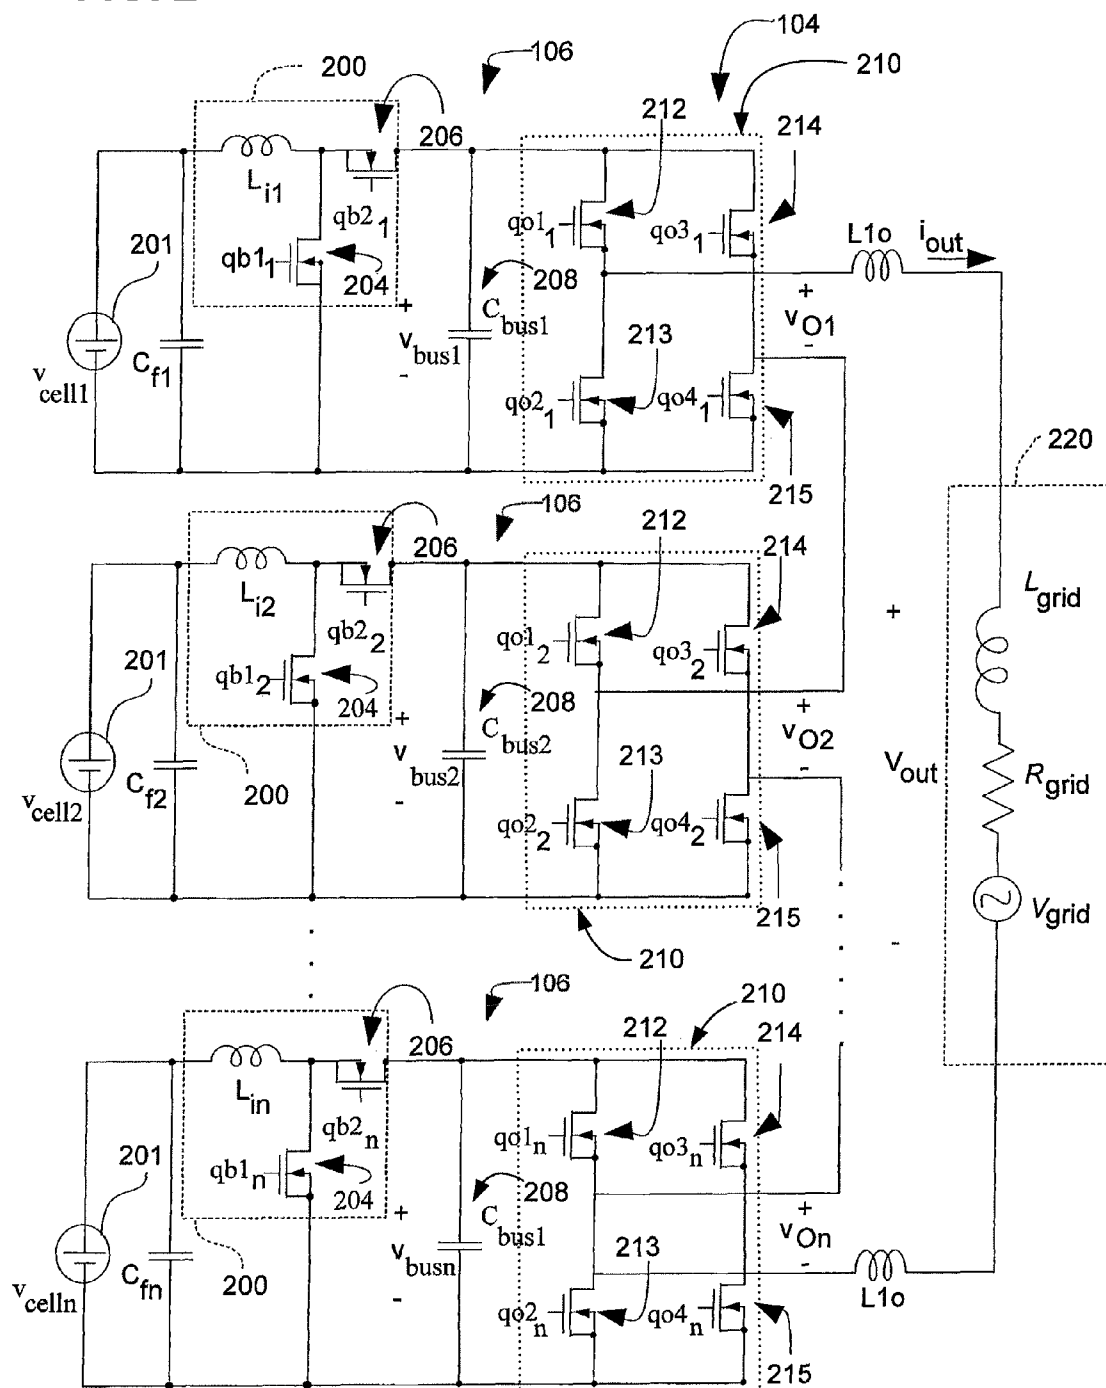 104
106
210
200
212
214
206
L i1
qb2 1
qo1 1
qo3 1
L1o
i out
201
qb1 1
204
208
C bus1
+
v bus1
-
+
v O1
-
213
C f1
v cell1
qo2 1
qo4 1
220
215
106
212
214
206
L i2
qb2 2
qo1 2
qo3 2
L grid
+
201
qb1 2
204
208
C bus2
+
v bus2
-
+
v O2
-
V out
R grid
213
C f2
200
v cell2
qo2 2
qo4 2
V grid
215
-
210
106
210
212
214
206
L in
qb2 n
qo1 n
qo3 n
201
qb1 n
204
208
C bus1
+
v busn
-
+
v On
-
213
C fn
200
v celln
qo2 n
qo4 n
L1o
215